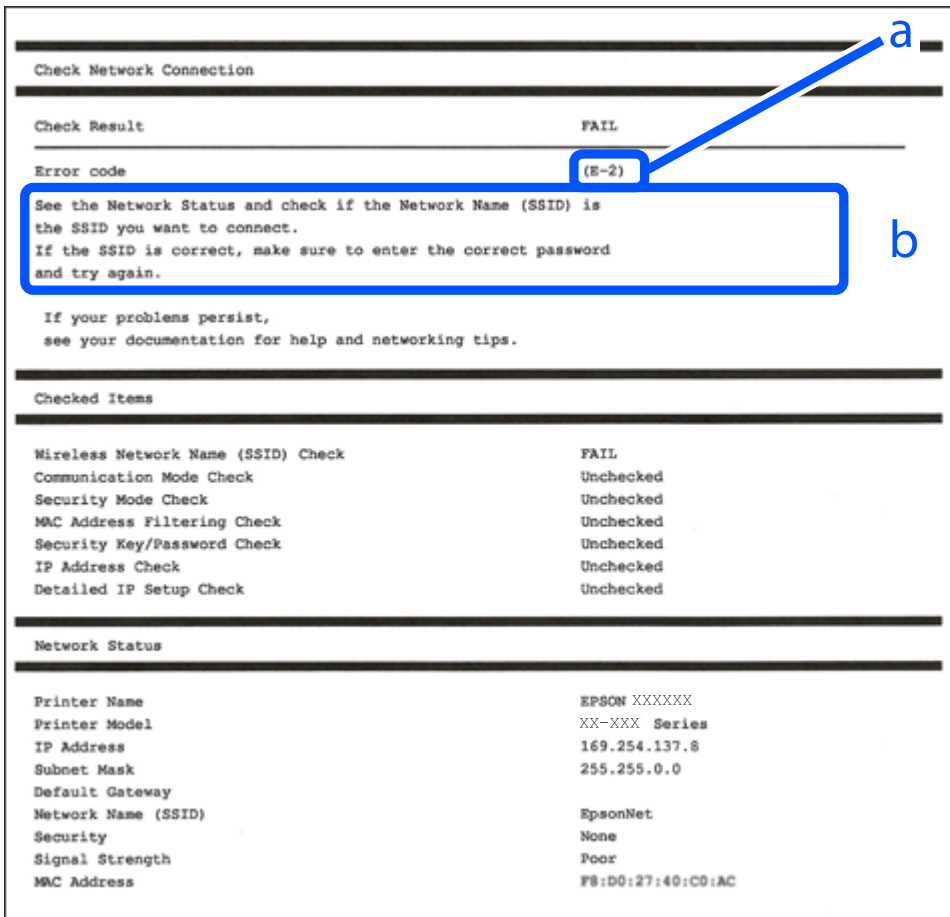 a
Check Network Connection
Check Result FAIL
Error code (E-2)
See the Network Status and check if the Network Name (SSID) is
the SSID you want to connect.
If the SSID is correct, make sure to enter the correct password
and try again.
b
If your problems persist,
see your documentation for help and networking tips.
Checked Items
Wireless Network Name (SSID) Check FAIL
Communication Mode Check Unchecked
Security Mode Check Unchecked
MAC Address Filtering Check Unchecked
Security Key/Password Check Unchecked
IP Address Check Unchecked
Detailed IP Setup Check Unchecked
Network Status
Printer Name EPSON XXXXXX
Printer Model XX-XXX Series
IP Address 169.254.137.8
Subnet Mask 255.255.0.0
Default Gateway
Network Name (SSID) EpsonNet
Security None
Signal Strength Poor
MAC Address F8:D0:27:40:C0:AC